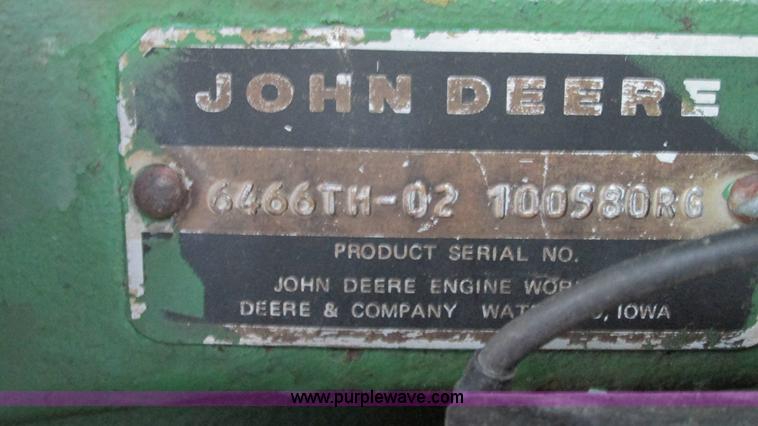 JOHN DEERE
6466TH-02 100580RG
PRODUCT SERIAL NO.
JOHN DEERE ENGINE
DEERE & COMPANY IOWA
www.purplewave.com